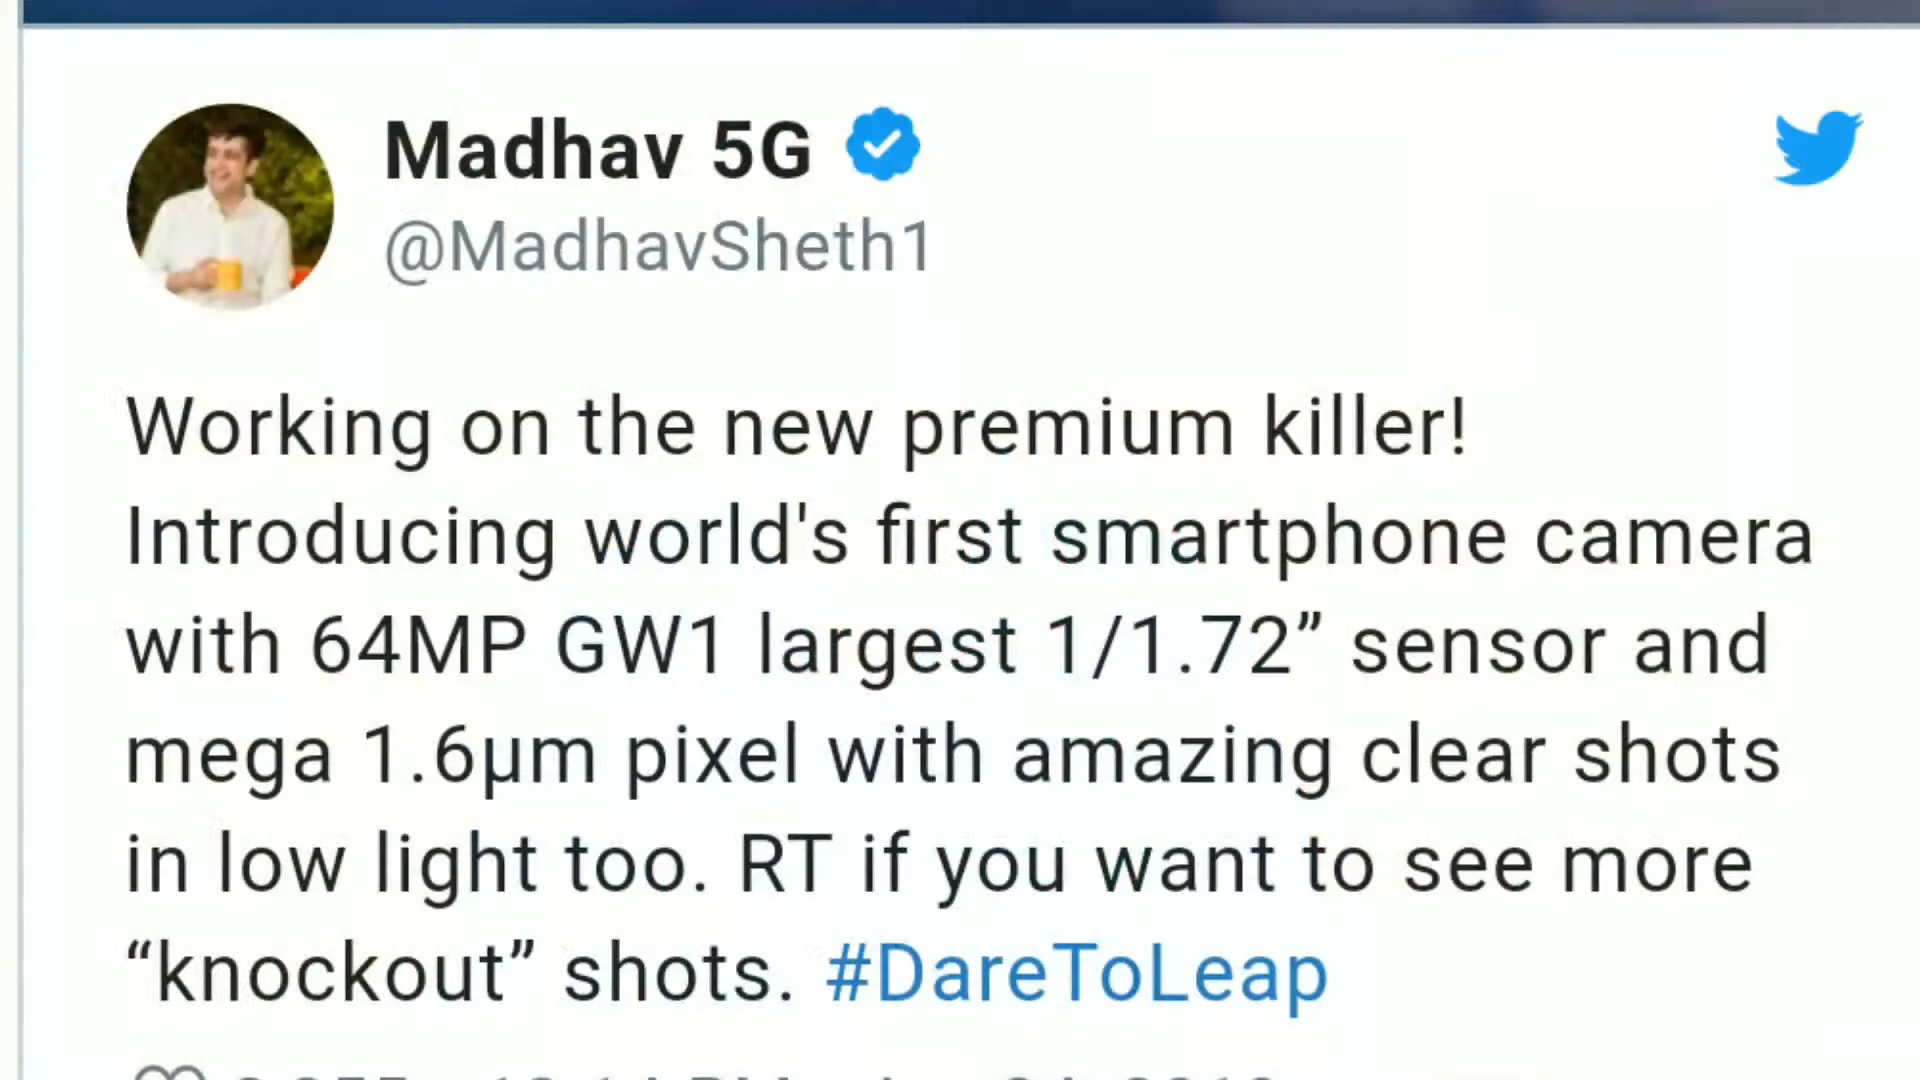 Madhav 5G
@MadhavSheth1
Working on the new premium killer!
Introducing world's first smartphone camera
with 64MP GW1 largest 1/1.72” sensor and
mega 1.6μm pixel with amazing clear shots
in low light too. RT if you want to see more
“knockout” shots. #DareToLeap